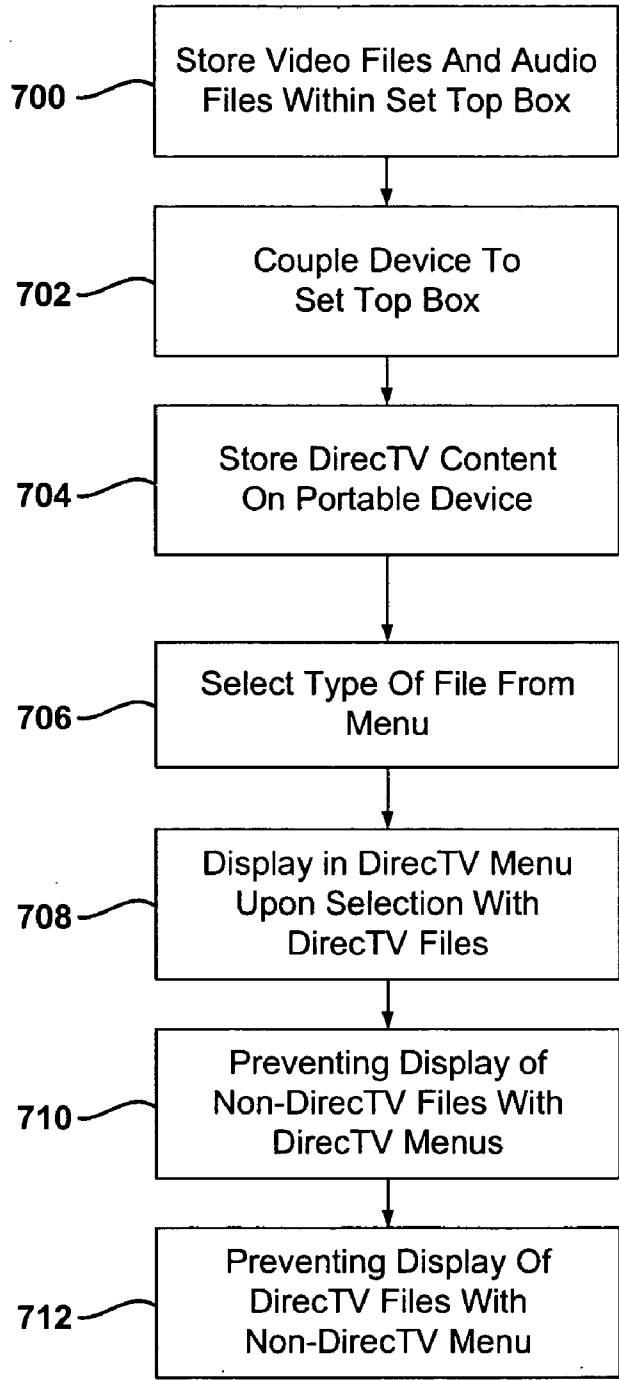 700
Store Video Files And Audio
Files Within Set Top Box
702
Couple Device To
Set Top Box
704
Store DirecTV Content
On Portable Device
706
Select Type Of File From
Menu
708
Display in DirecTV Menu
Upon Selection With
DirecTV Files
710
Preventing Display of
Non-DirecTV Files With
DirecTV Menus
712
Preventing Display Of
DirecTV Files With
Non-DirecTV Menu